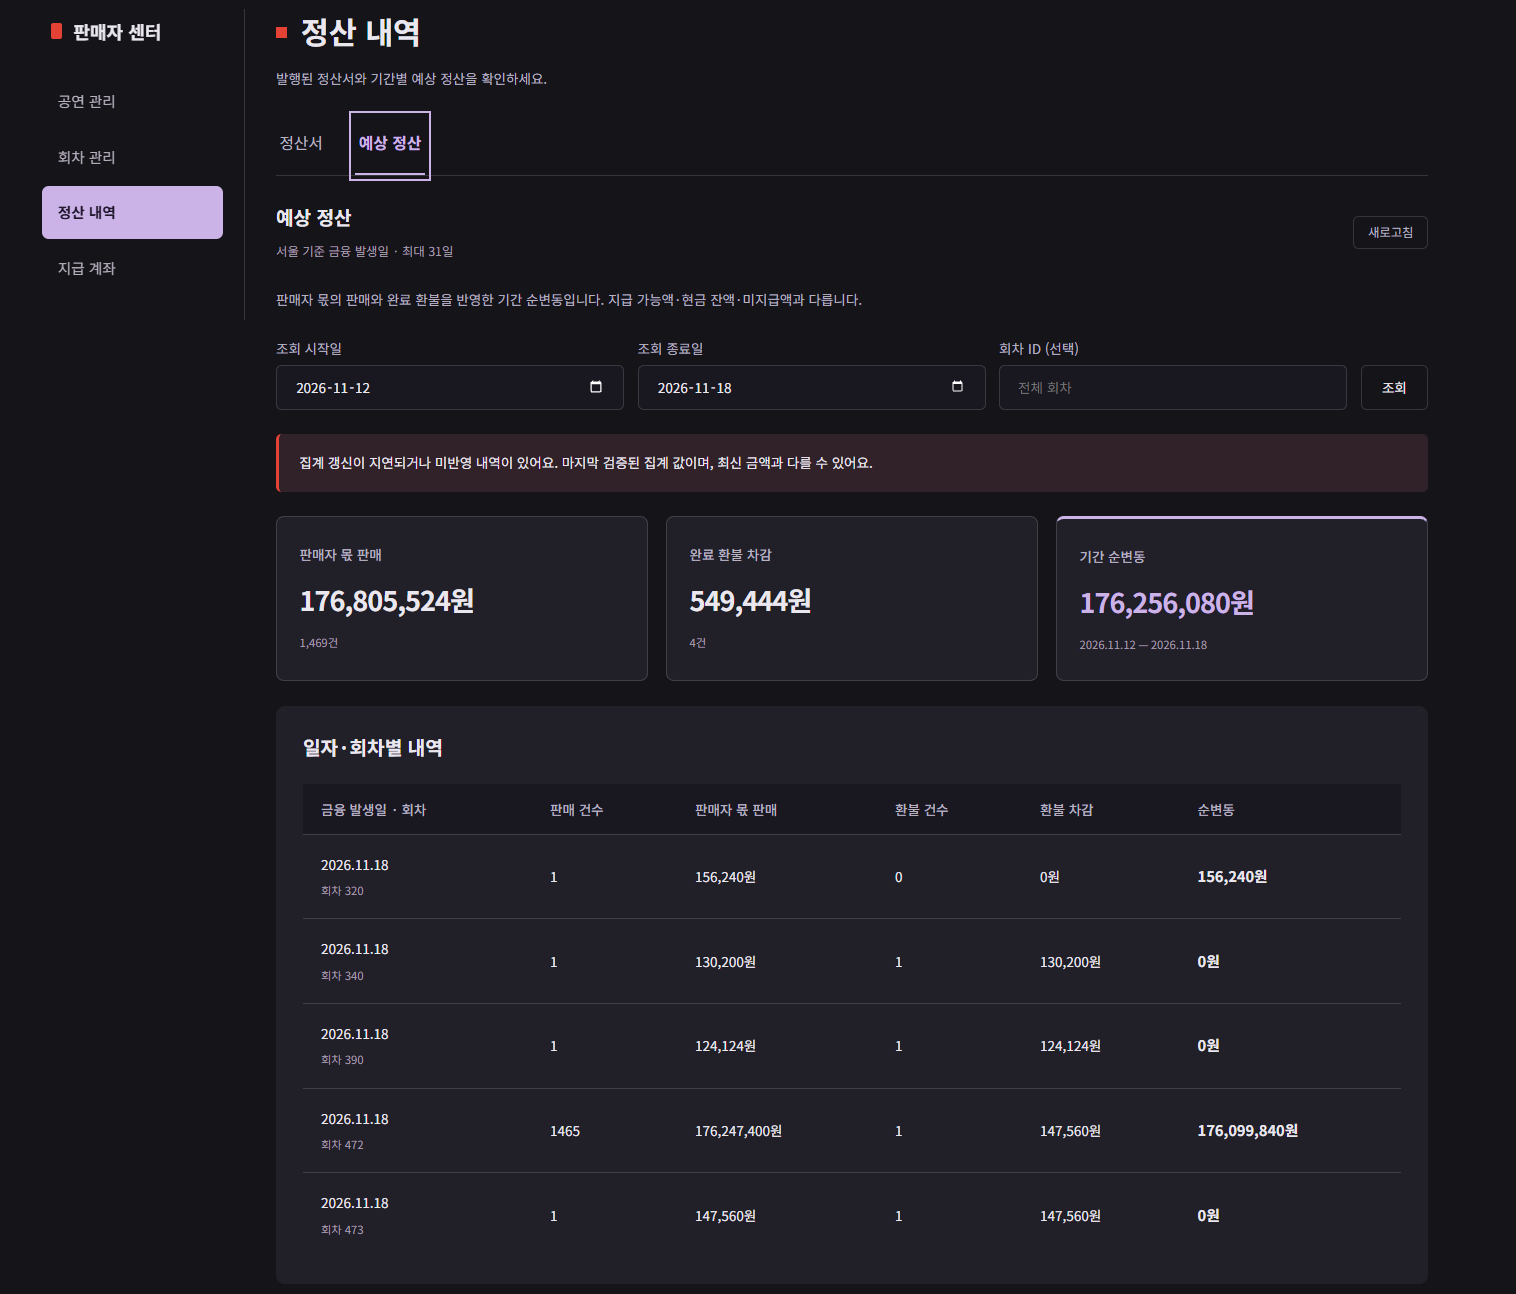 판매자 센터
공연 관리
회차 관리
정산 내역
지급 계좌
정산 내역
발행된 정산서와 기간별 예상 정산을 확인하세요.
정산서 예상 정산
예상 정산
서울 기준 금융 발생일 · 최대 31일
새로고침
판매자 몫의 판매와 완료 환불을 반영한 기간 순변동입니다. 지급 가능액·현금 잔액·미지급액과 다릅니다.
조회 시작일 조회 종료일 회차 ID (선택)
2026-11-12 2026-11-18 전체 회차 조회
집계 갱신이 지연되거나 미반영 내역이 있어요. 마지막 검증된 집계 값이며, 최신 금액과 다를 수 있어요.
판매자 몫 판매
176,805,524원
1,469건
완료 환불 차감
549,444원
4건
기간 순변동
176,256,080원
2026.11.12 — 2026.11.18
일자·회차별 내역
금융 발생일 · 회차 판매 건수 판매자 몫 판매 환불 건수 환불 차감 순변동
2026.11.18
회차 320
1 156,240원 0 0원 156,240원
2026.11.18
회차 340
1 130,200원 1 130,200원 0원
2026.11.18
회차 390
1 124,124원 1 124,124원 0원
2026.11.18
회차 472
1465 176,247,400원 1 147,560원 176,099,840원
2026.11.18
회차 473
1 147,560원 1 147,560원 0원